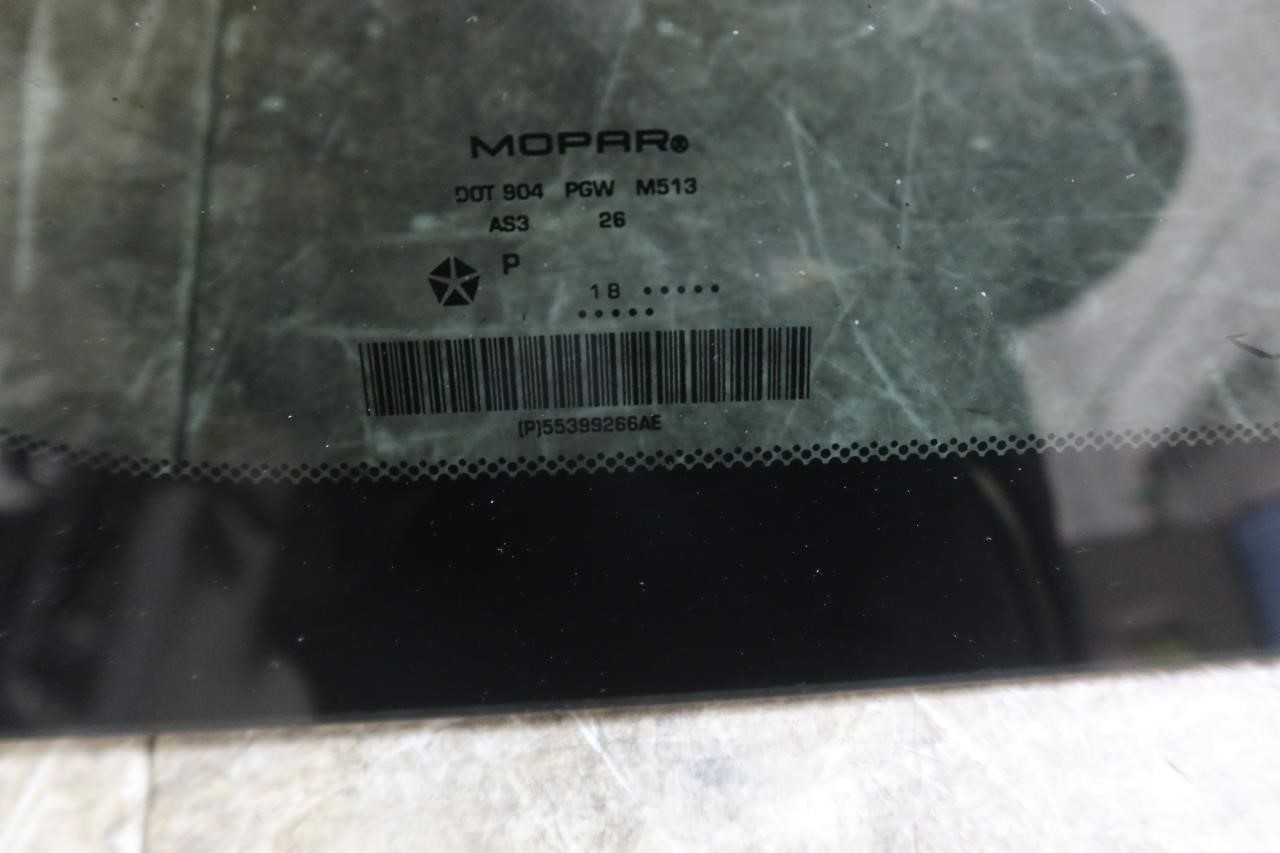 MOPAR®
DOT 904 PGW M513
AS3 26
P
18 •••••
•••••
(P)55399266AE